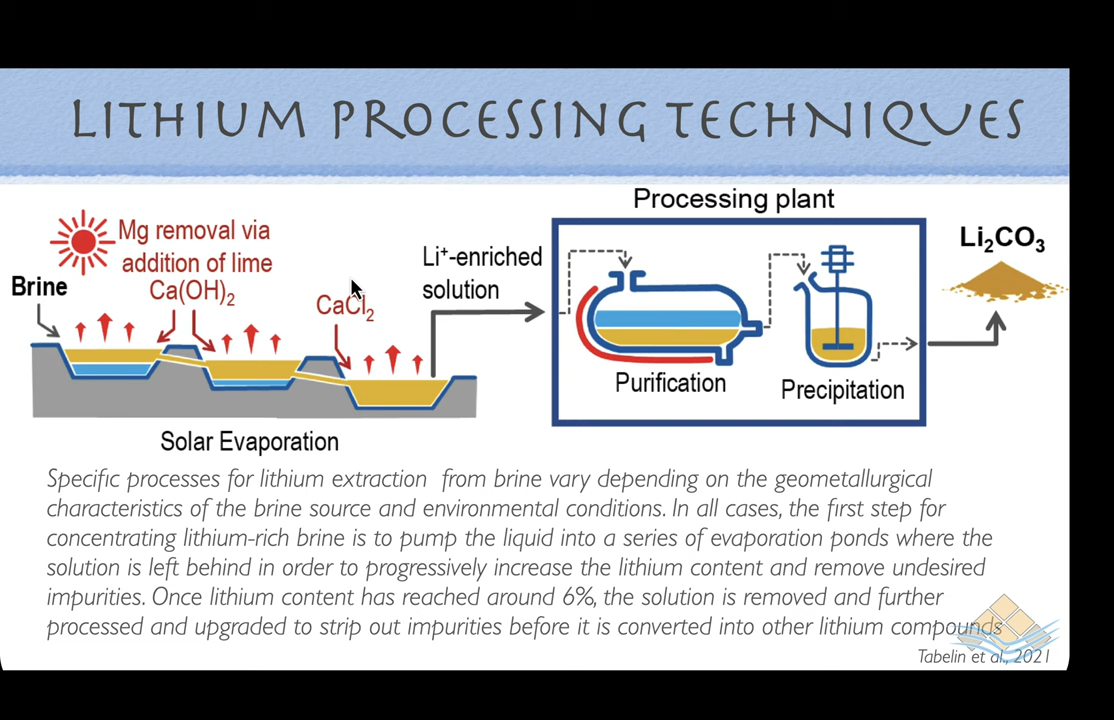 LITHIUM PROCESSING TECHNIQUES
Processing plant
Mg removal via
addition of lime
Ca(OH)₂
Brine
CaCl₂
Li⁺-enriched
solution
Li₂CO₃
Purification
Precipitation
Solar Evaporation
Specific processes for lithium extraction from brine vary depending on the geometallurgical
characteristics of the brine source and environmental conditions. In all cases, the first step for
concentrating lithium-rich brine is to pump the liquid into a series of evaporation ponds where the
solution is left behind in order to progressively increase the lithium content and remove undesired
impurities. Once lithium content has reached around 6%, the solution is removed and further
processed and upgraded to strip out impurities before it is converted into other lithium compounds
Tabelin et al., 2021